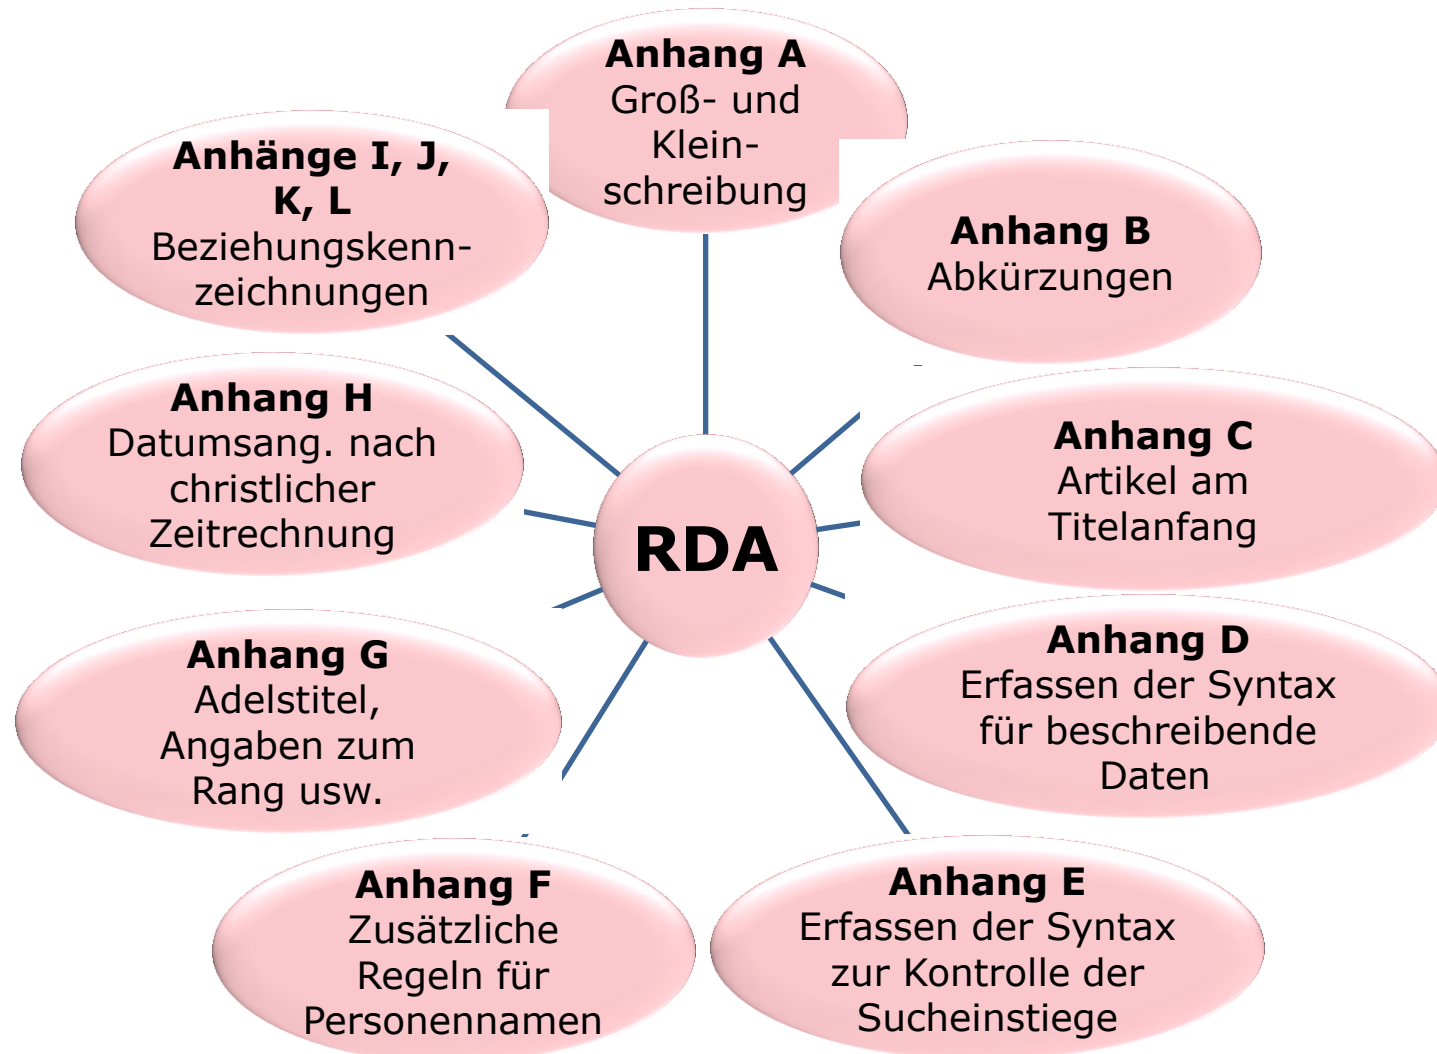 Anhang A
Groß- und
Klein-
schreibung
Anhang B
Abkürzungen
Anhang C
Artikel am
Titelanfang
Anhang D
Erfassen der Syntax
für beschreibende
Daten
Anhang E
Erfassen der Syntax
zur Kontrolle der
Sucheinstiege
Anhang F
Zusätzliche
Regeln für
Personennamen
Anhang G
Adelstitel,
Angaben zum
Rang usw.
Anhang H
Datumsang. nach
christlicher
Zeitrechnung
Anhänge I, J,
K, L
Beziehungskenn-
zeichnungen
RDA